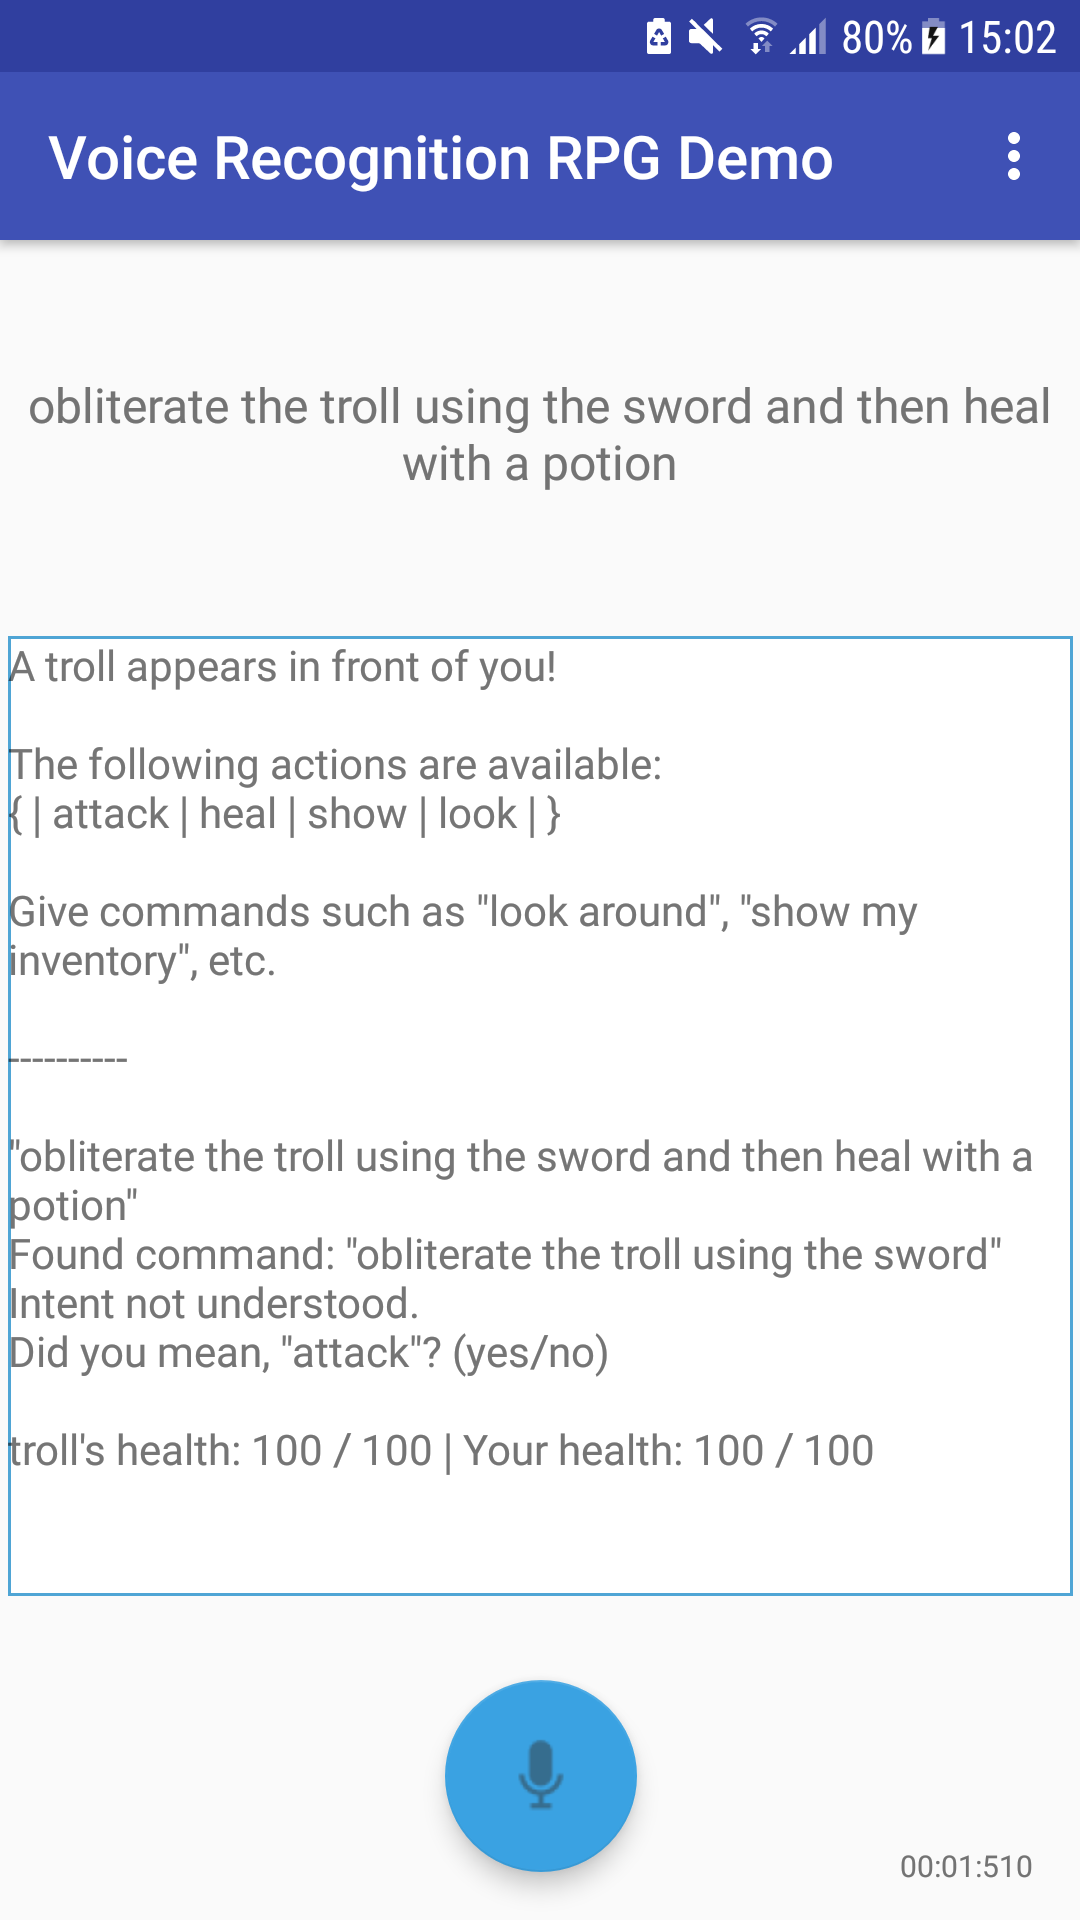 80% 15:02
Voice Recognition RPG Demo
obliterate the troll using the sword and then heal
with a potion
A troll appears in front of you!
The following actions are available:
{ | attack | heal | show | look | }
Give commands such as "look around", "show my
inventory", etc.
----------
"obliterate the troll using the sword and then heal with a
potion"
Found command: "obliterate the troll using the sword"
Intent not understood.
Did you mean, "attack"? (yes/no)
troll's health: 100 / 100 | Your health: 100 / 100
00:01:510